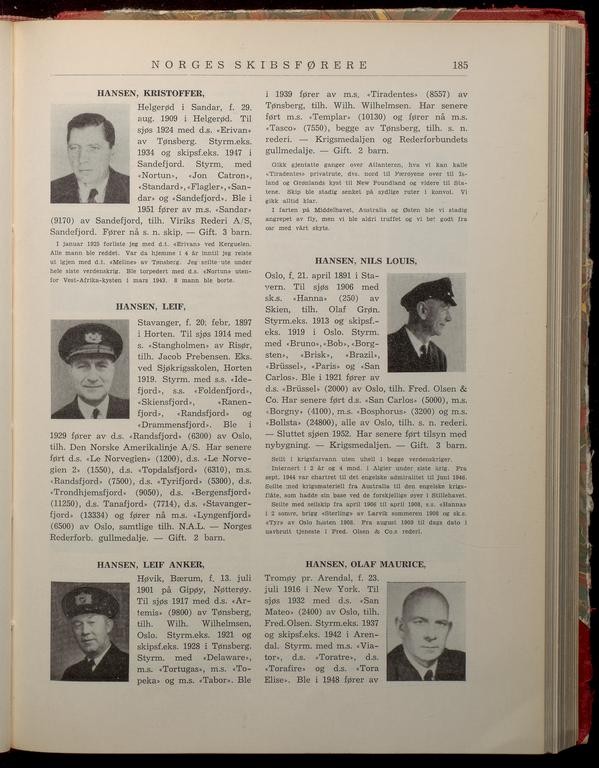 NORGES SKIBSFØRERE 185
HANSEN, KRISTOFFER,
Helgerød i Sandar, f. 29.
aug. 1909 i Helgerød. Til
sjøs 1924 med d.s. «Erivan»
av Tønsberg. Styrm.eks.
1934 og skipsf.eks. 1947 i
Sandefjord. Styrm. med
«Nortun», «Jon Catron»,
«Standard», «Flagler», «San-
dar» og «Sandefjord». Ble i
1951 fører av m.s. «Sandar»
(9170) av Sandefjord, tilh. Viriks Rederi A/S,
Sandefjord. Fører nå s. n. skip. — Gift. 3 barn.
I januar 1925 forliste jeg med d.t. «Erivan» ved Kerguelen.
Alle mann ble reddet. Var da hjemme i 4 år inntil jeg reiste
ut igjen med d.t. «Meline» av Tønsberg. Jeg seilte ute under
hele siste verdenskrig. Ble torpedert med d.s. «Nortun» uten-
for Vest-Afrika-kysten i mars 1943. 8 mann ble borte.
HANSEN, LEIF,
Stavanger, f. 20. febr. 1897
i Horten. Til sjøs 1914 med
s. «Stangholmen» av Risør,
tilh. Jacob Prebensen. Eks.
ved Sjøkrigsskolen, Horten
1919. Styrm. med s.s. «Ide-
fjord», s.s. «Foldenfjord»,
«Skiensfjord», «Ranen-
fjord», «Randsfjord» og
«Drammensfjord». Ble i
1929 fører av d.s. «Randsfjord» (6300) av Oslo,
tilh. Den Norske Amerikalinje A/S. Har senere
ført d.s. «Le Norvegien» (1200), d.s. «Le Norve-
gien 2» (1550), d.s. «Topdalsfjord» (6310), m.s.
«Randsfjord» (7500), d.s. «Tyrifjord» (5300), d.s.
«Trondhjemsfjord» (9050), d.s. «Bergensfjord»
(11250), d.s. Tanafjord» (7714), d.s. «Stavanger-
fjord» (13334) og fører nå m.s. «Lyngenfjord»
(6500) av Oslo, samtlige tilh. N.A.L. — Norges
Rederforb. gullmedalje. — Gift. 2 barn.
HANSEN, LEIF ANKER,
Høvik, Bærum, f. 13. juli
1901 på Gipøy, Nøtterøy.
Til sjøs 1917 med d.s. «Ar-
temis» (9800) av Tønsberg,
tilh. Wilh. Wilhelmsen,
Oslo. Styrm.eks. 1921 og
skipsf.eks. 1928 i Tønsberg.
Styrm. med «Delaware»,
m.s. «Tortugas», m.s. «To-
peka» og m.s. «Tabor». Ble
i 1939 fører av m.s. «Tiradentes» (8557) av
Tønsberg, tilh. Wilh. Wilhelmsen. Har senere
ført m.s. «Templar» (10130) og fører nå m.s.
«Tasco» (7550), begge av Tønsberg, tilh. s. n.
rederi. — Krigsmedaljen og Rederforbundets
gullmedalje. — Gift. 2 barn.
Gikk gjentatte ganger over Atlanteren, hva vi kan kalle
«Tiradentes» privatrute, dvs. nord til Færøyene over til Is-
land og Grønlands kyst til New Foundland og videre til Sta-
tene. Skip ble stadig senket på sydlige ruter i konvoi. Vi
gikk alltid klar.
I farten på Middelhavet, Australia og Østen ble vi stadig
angrepet av fly, men vi ble aldri truffet og vi ble godt fra
oar med vårt skyts.
HANSEN, NILS LOUIS,
Oslo, f. 21. april 1891 i Sta-
vern. Til sjøs 1906 med
sk.s. «Hanna» (250) av
Skien, tilh. Olaf Grøn.
Styrm.eks. 1913 og skipsf.-
eks. 1919 i Oslo. Styrm.
med «Bruno», «Bob», «Borg-
sten», «Brisk», «Brazil»,
«Brüssel», «Paris» og «San
Carlos». Ble i 1921 fører av
d.s. «Brüssel» (2000) av Oslo, tilh. Fred. Olsen &
Co. Har senere ført d.s. «San Carlos» (5000), m.s.
«Borgny» (4100), m.s. «Bosphorus» (3200) og m.s.
«Bollsta» (24800), alle av Oslo, tilh. s. n. rederi.
— Sluttet sjøen 1952. Har senere ført tilsyn med
nybygning. — Krigsmedaljen. — Gift. 3 barn.
Seilt i krigsfarvann uten uhell i begge verdenskriger.
Internert i 2 år og 4 mnd. i Algier under siste krig. Fra
sept. 1944 var chartret til det engelske admiralitet til juni 1946.
Seilte med krigsmateriell fra Australia til den engelske krigs-
flåte, som hadde sin base ved de forskjellige øyer i Stillehavet.
Seilte med seilskip fra april 1906 til april 1908, s.s. «Hanna»
i 2 somre, brigg «Sterling» av Larvik sommeren 1908 og sk.s.
«Tyr» av Oslo høsten 1908. Fra august 1909 til dags dato i
uavbrutt tjeneste i Fred. Olsen & Co.s rederi.
HANSEN, OLAF MAURICE,
Tromøy pr. Arendal, f. 23.
juli 1916 i New York. Til
sjøs 1932 med d.s. «San
Mateo» (2400) av Oslo, tilh.
Fred. Olsen. Styrm.eks. 1937
og skipsf.eks. 1942 i Aren-
dal. Styrm. med m.s. «Via-
tor», d.s. «Toratre», d.s.
«Torafire» og d.s. «Tora
Elise». Ble i 1948 fører av